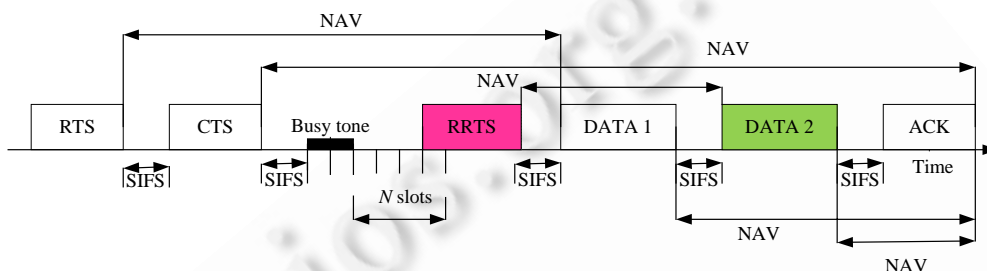 NAV
NAV
NAV
RTS
CTS
Busy tone
RRTS
DATA 1
DATA 2
ACK
SIFS
SIFS
SIFS
SIFS
SIFS
Time
N slots
NAV
NAV